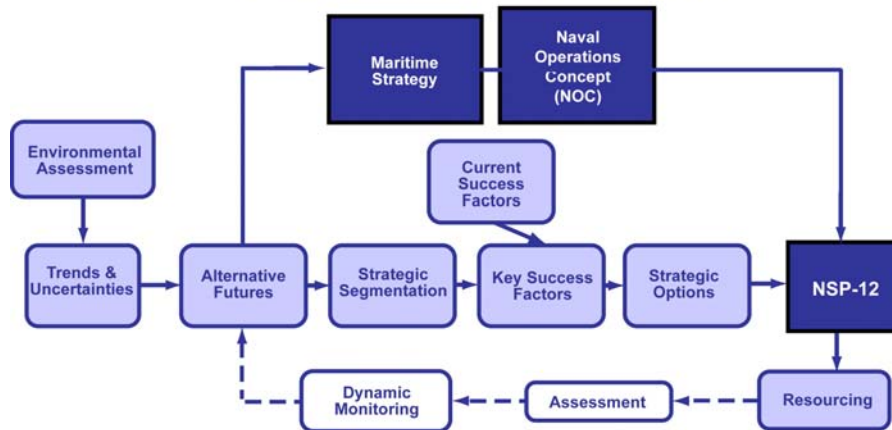 Maritime
Strategy
Naval
Operations
Concept
(NOC)
Environmental
Assessment
Current
Success
Factors
Trends &
Uncertainties
Alternative
Futures
Strategic
Segmentation
Key Success
Factors
Strategic
Options
NSP-12
Dynamic
Monitoring
Assessment
Resourcing